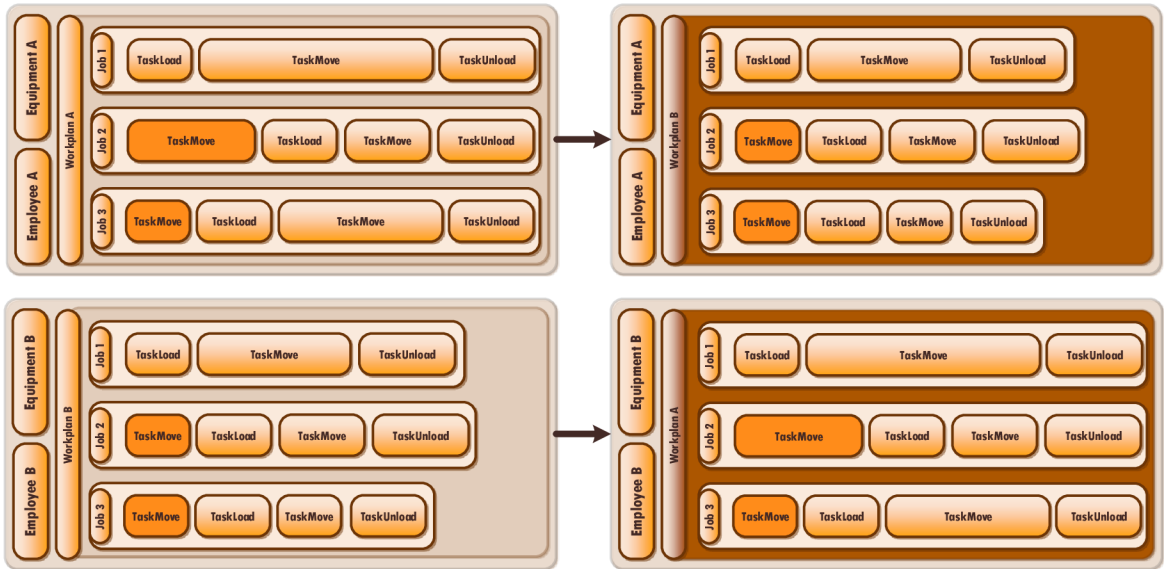 Equipment A
Employee A
Workplan A
Job 1
TaskLoad
TaskMove
TaskUnload
Job 2
TaskMove
TaskLoad
TaskMove
TaskUnload
Job 3
TaskMove
TaskLoad
TaskMove
TaskUnload
Equipment A
Employee A
Workplan B
Job 1
TaskLoad
TaskMove
TaskUnload
Job 2
TaskMove
TaskLoad
TaskMove
TaskUnload
Job 3
TaskMove
TaskLoad
TaskMove
TaskUnload
Equipment B
Employee B
Workplan B
Job 1
TaskLoad
TaskMove
TaskUnload
Job 2
TaskMove
TaskLoad
TaskMove
TaskUnload
Job 3
TaskMove
TaskLoad
TaskMove
TaskUnload
Equipment B
Employee B
Workplan A
Job 1
TaskLoad
TaskMove
TaskUnload
Job 2
TaskMove
TaskLoad
TaskMove
TaskUnload
Job 3
TaskMove
TaskLoad
TaskMove
TaskUnload